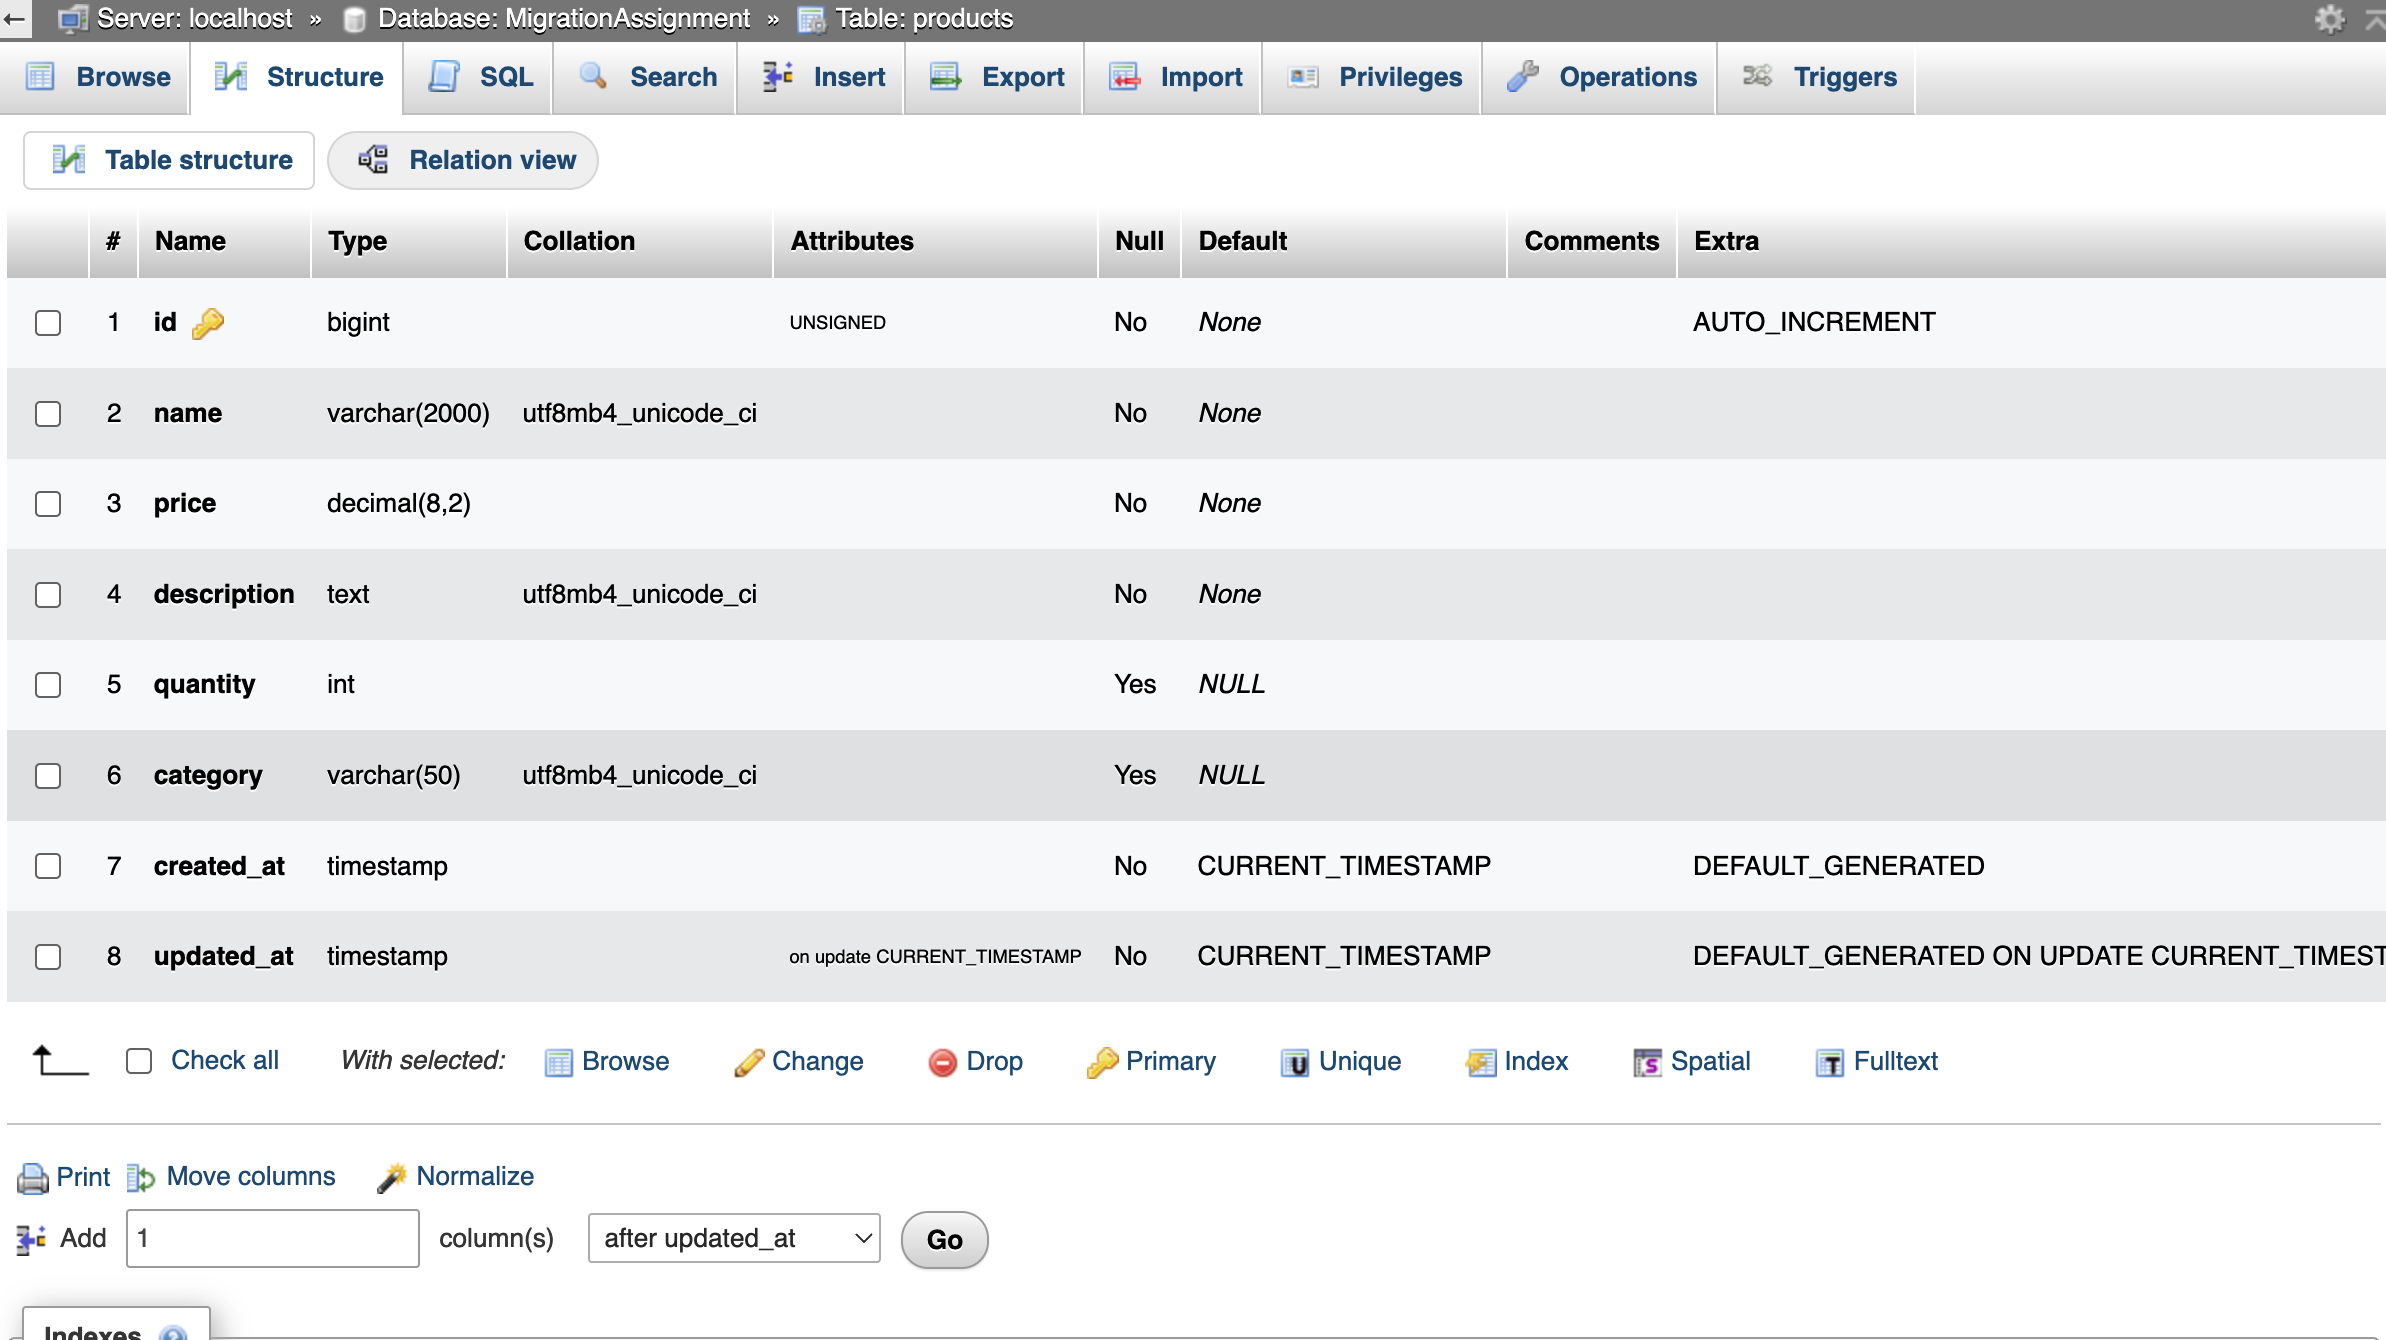 Server: localhost » Database: MigrationAssignment » Table: products
Browse Structure SQL Search Insert Export Import Privileges Operations Triggers
Table structure Relation view
# Name Type Collation Attributes Null Default Comments Extra
1 id bigint UNSIGNED No None AUTO_INCREMENT
2 name varchar(2000) utf8mb4_unicode_ci No None
3 price decimal(8,2) No None
4 description text utf8mb4_unicode_ci No None
5 quantity int Yes NULL
6 category varchar(50) utf8mb4_unicode_ci Yes NULL
7 created_at timestamp No CURRENT_TIMESTAMP DEFAULT_GENERATED
8 updated_at timestamp on update CURRENT_TIMESTAMP No CURRENT_TIMESTAMP DEFAULT_GENERATED ON UPDATE CURRENT_TIMEST
Check all With selected: Browse Change Drop Primary Unique Index Spatial Fulltext
Print Move columns Normalize
Add 1 column(s) after updated_at Go
Indexes